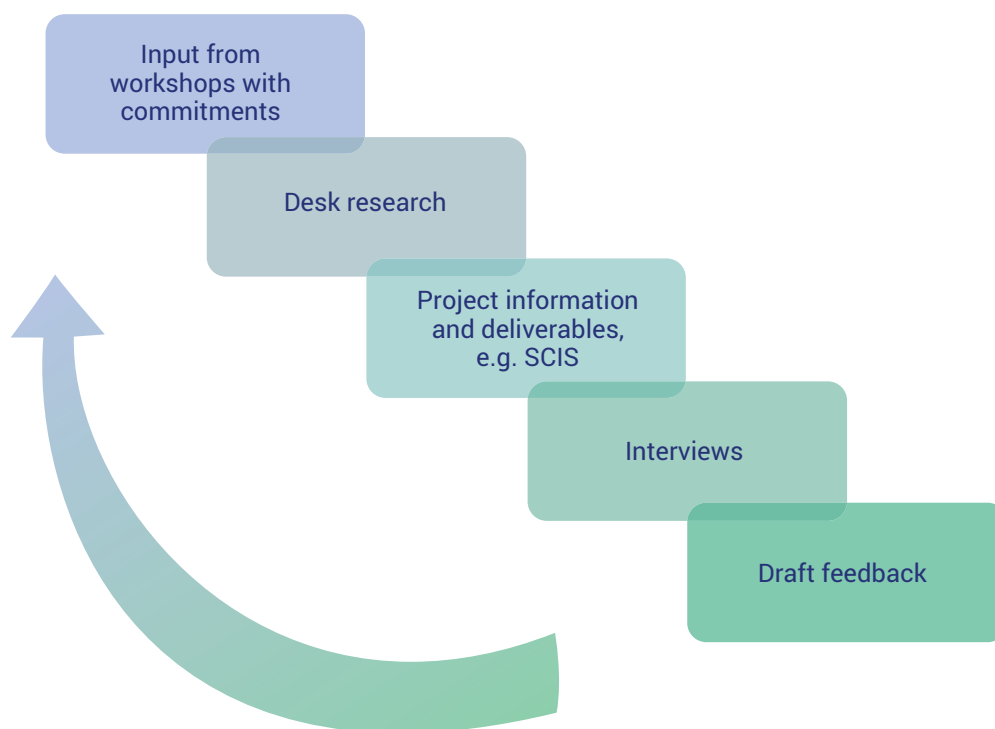 Input from
workshops with
commitments
Desk research
Project information
and deliverables,
e.g. SCIS
Interviews
Draft feedback